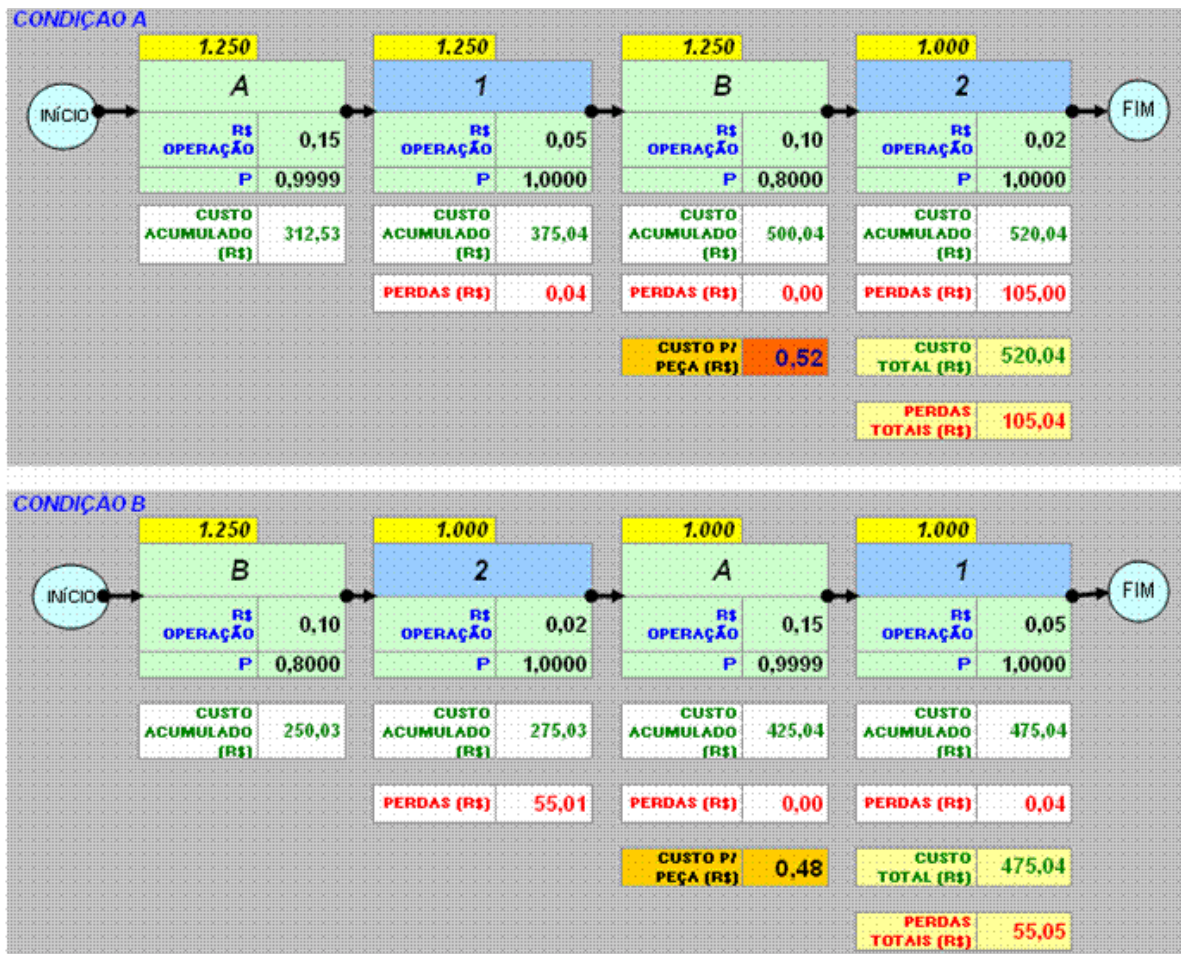 CONDIÇÃO A
1.250 1.250 1.250 1.000
A 1 B 2
INÍCIO FIM
R$ OPERAÇÃO 0,15 R$ OPERAÇÃO 0,05 R$ OPERAÇÃO 0,10 R$ OPERAÇÃO 0,02
P 0,9999 P 1,0000 P 0,8000 P 1,0000
CUSTO ACUMULADO (R$) 312,53 CUSTO ACUMULADO (R$) 375,04 CUSTO ACUMULADO (R$) 500,04 CUSTO ACUMULADO (R$) 520,04
PERDAS (R$) 0,04 PERDAS (R$) 0,00 PERDAS (R$) 105,00
CUSTO P/ PEÇA (R$) 0,52 CUSTO TOTAL (R$) 520,04
PERDAS TOTAIS (R$) 105,04
CONDIÇÃO B
1.250 1.000 1.000 1.000
B 2 A 1
INÍCIO FIM
R$ OPERAÇÃO 0,10 R$ OPERAÇÃO 0,02 R$ OPERAÇÃO 0,15 R$ OPERAÇÃO 0,05
P 0,8000 P 1,0000 P 0,9999 P 1,0000
CUSTO ACUMULADO (R$) 250,03 CUSTO ACUMULADO (R$) 275,03 CUSTO ACUMULADO (R$) 425,04 CUSTO ACUMULADO (R$) 475,04
PERDAS (R$) 55,01 PERDAS (R$) 0,00 PERDAS (R$) 0,04
CUSTO P/ PEÇA (R$) 0,48 CUSTO TOTAL (R$) 475,04
PERDAS TOTAIS (R$) 55,05